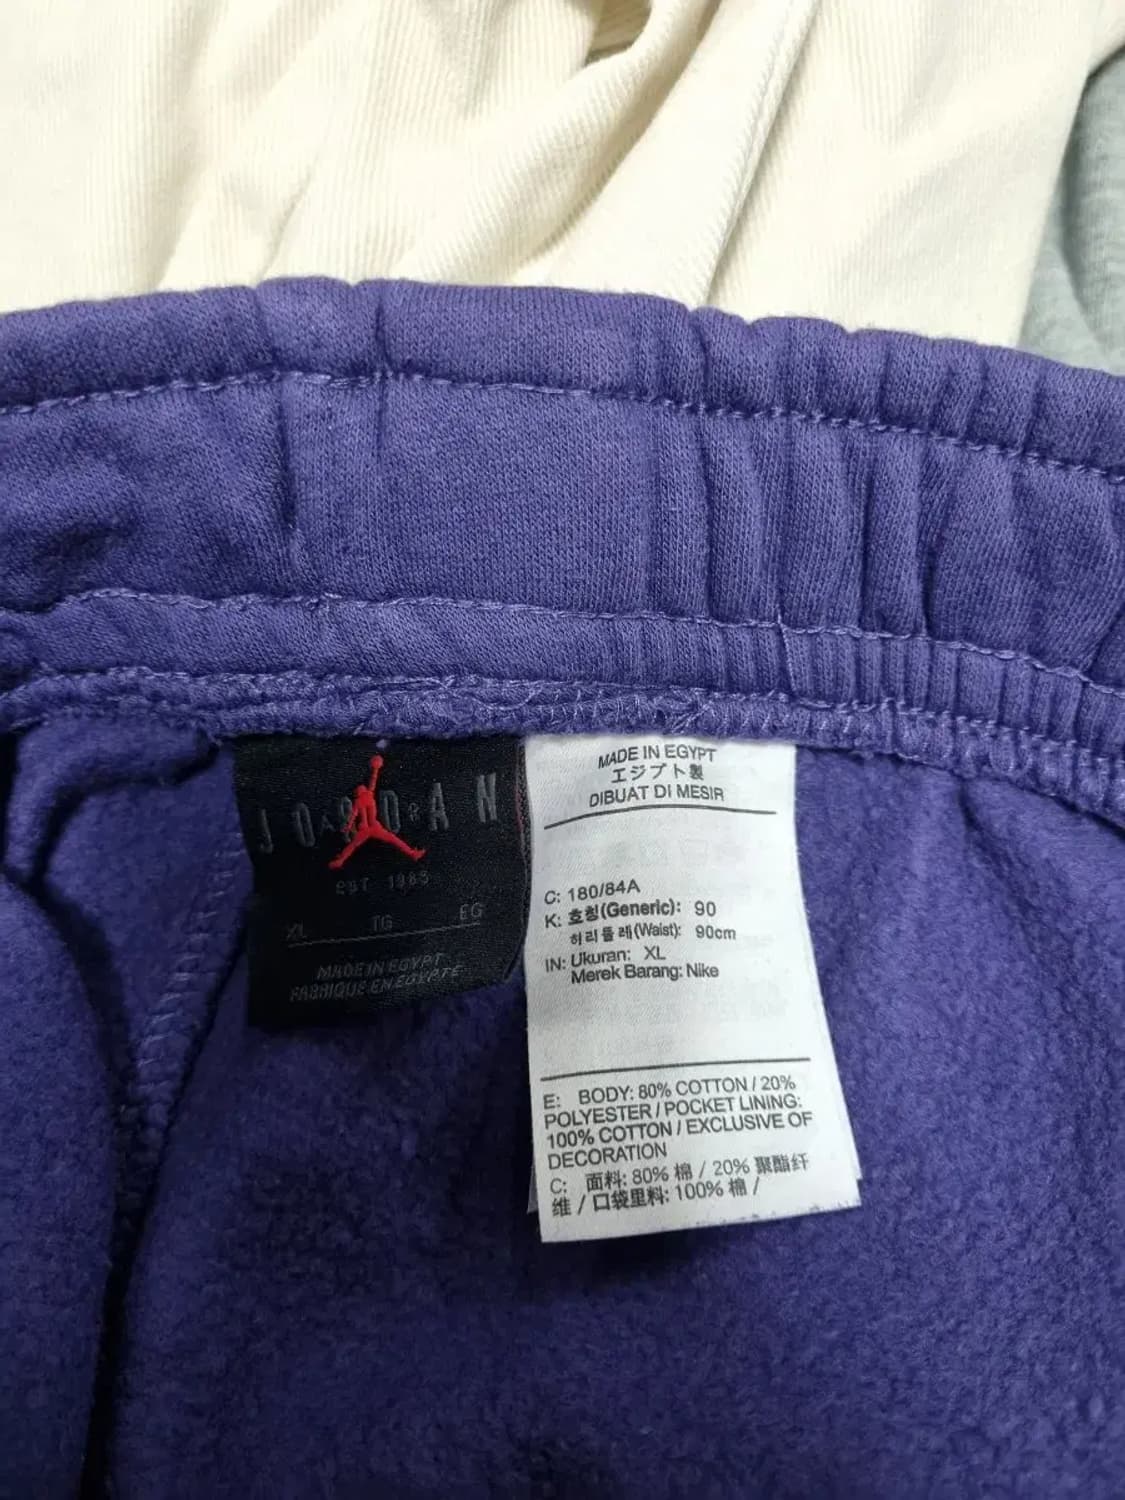 JORDAN
EST 1985
XL TG EG
MADE IN EGYPT
FABRIQUE EN EGYPTE
MADE IN EGYPT
エジプト製
DIBUAT DI MESIR
C: 180/84A
K: 호칭(Generic): 90
허리둘레(Waist): 90cm
IN: Ukuran: XL
Merek Barang: Nike
E: BODY: 80% COTTON / 20%
POLYESTER / POCKET LINING:
100% COTTON / EXCLUSIVE OF
DECORATION
C: 面料: 80% 棉 / 20% 聚酯纤
维 / 口袋里料: 100% 棉 /